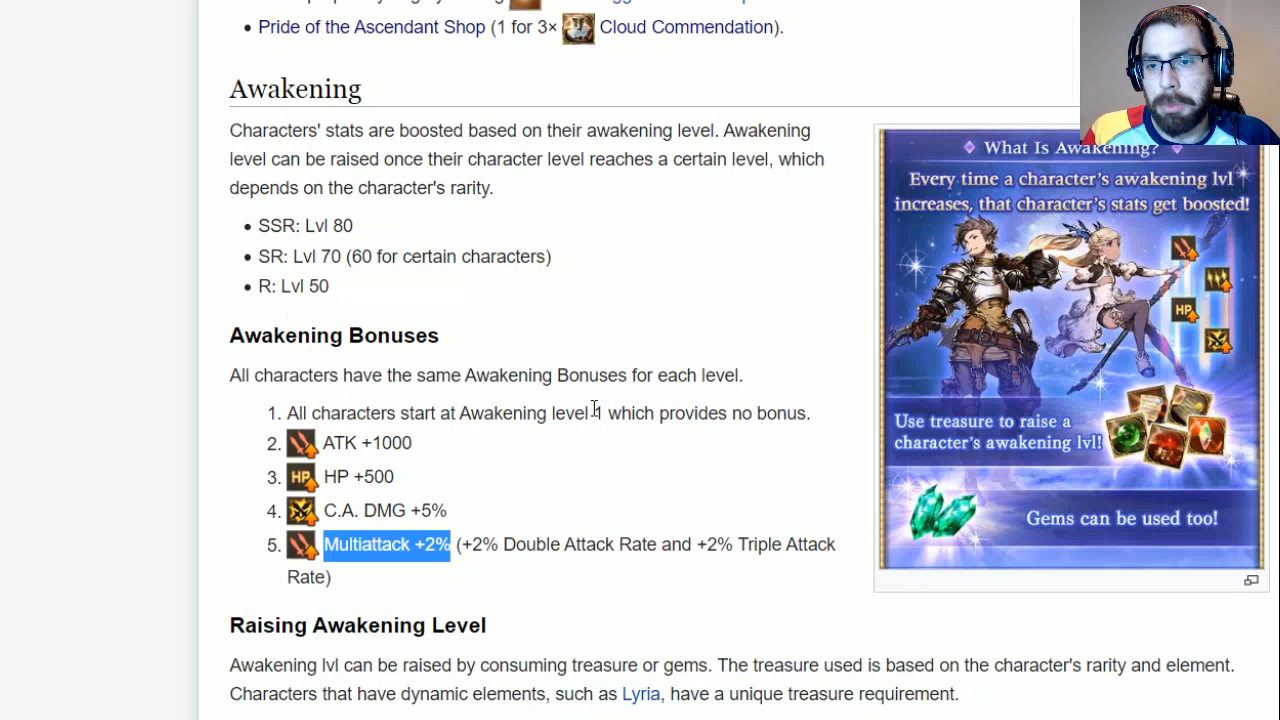 Pride of the Ascendant Shop (1 for 3× Cloud Commendation).
Awakening
Characters' stats are boosted based on their awakening level. Awakening
level can be raised once their character level reaches a certain level, which
depends on the character's rarity.
SSR: Lvl 80
SR: Lvl 70 (60 for certain characters)
R: Lvl 50
Awakening Bonuses
All characters have the same Awakening Bonuses for each level.
1. All characters start at Awakening level 1 which provides no bonus.
2. ATK +1000
3. HP HP +500
4. C.A. DMG +5%
5. Multiattack +2% (+2% Double Attack Rate and +2% Triple Attack
Rate)
Raising Awakening Level
Awakening lvl can be raised by consuming treasure or gems. The treasure used is based on the character's rarity and element.
Characters that have dynamic elements, such as Lyria, have a unique treasure requirement.
What Is Awakening?
Every time a character's awakening lvl
increases, that character's stats get boosted!
HP
Use treasure to raise a
character's awakening lvl!
Gems can be used too!